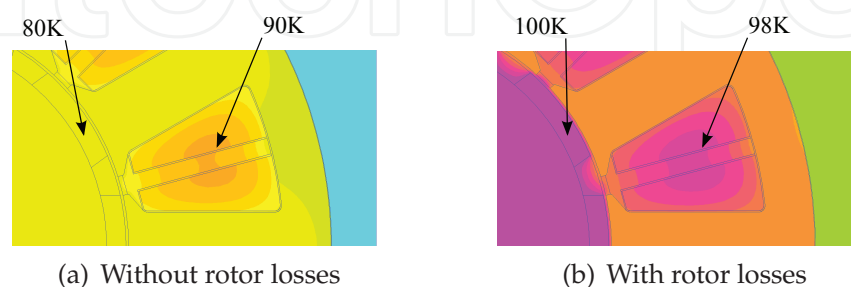 80K 90K 100K 98K
(a) Without rotor losses (b) With rotor losses